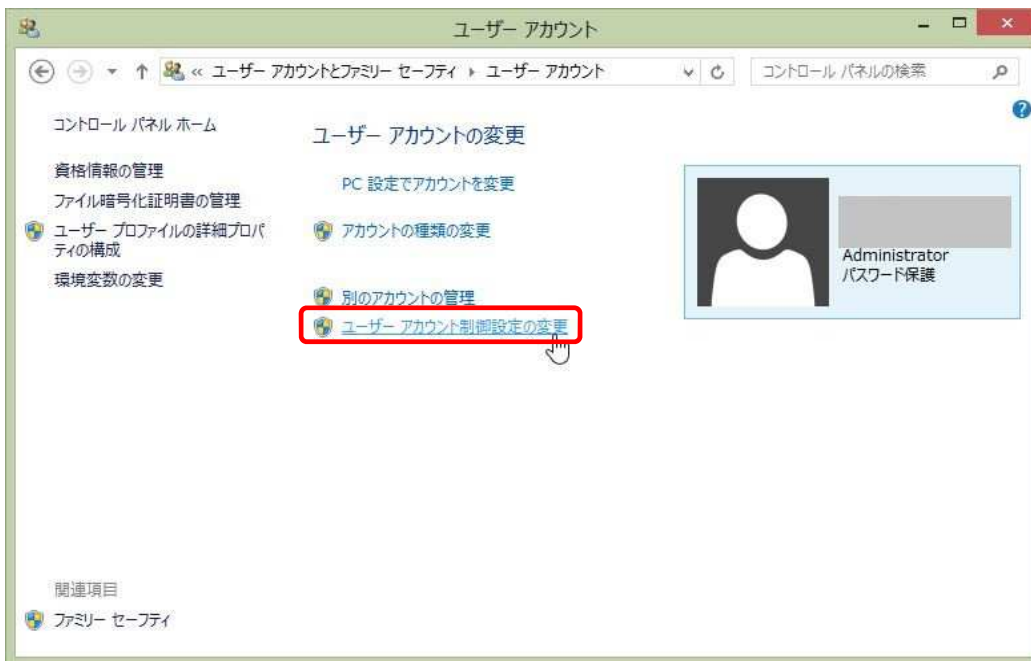 ユーザー アカウント
« ユーザー アカウントとファミリー セーフティ ▸ ユーザー アカウント
コントロール パネルの検索
コントロール パネル ホーム
資格情報の管理
ファイル暗号化証明書の管理
ユーザー プロファイルの詳細プロパ
ティの構成
環境変数の変更
ユーザー アカウントの変更
PC 設定でアカウントを変更
アカウントの種類の変更
別のアカウントの管理
ユーザー アカウント制御設定の変更
Administrator
パスワード保護
関連項目
ファミリー セーフティ